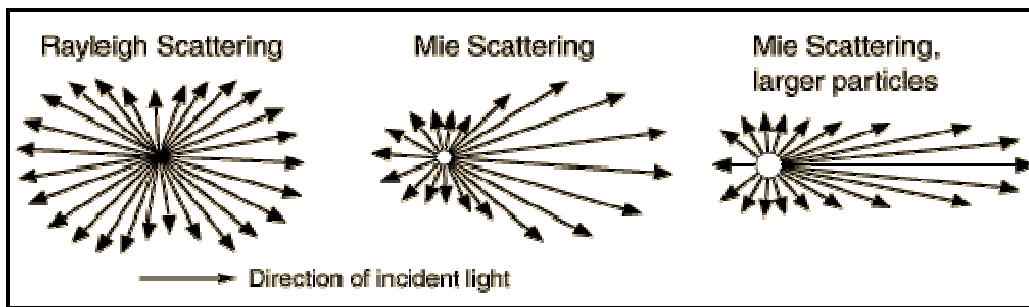 Rayleigh Scattering
Mie Scattering
Mie Scattering,
larger particles
Direction of incident light